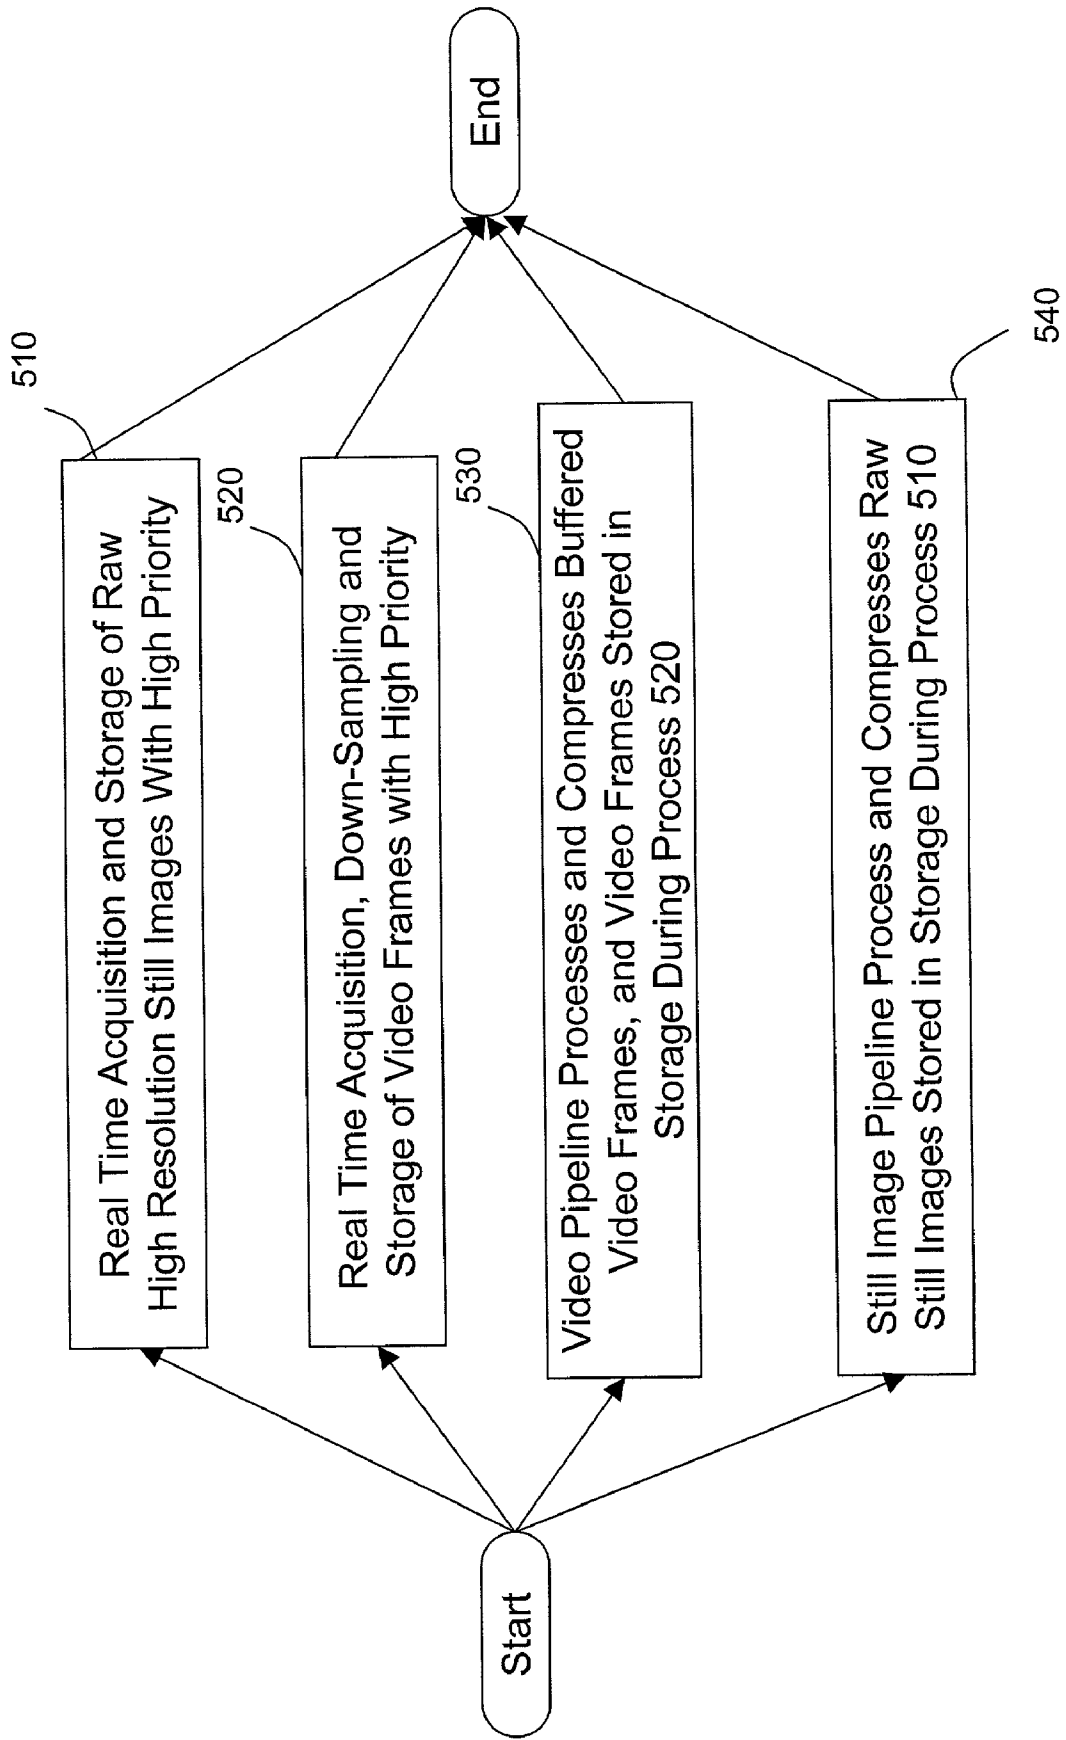 Start
510
Real Time Acquisition and Storage of Raw
High Resolution Still Images With High Priority
520
Real Time Acquisition, Down-Sampling and
Storage of Video Frames with High Priority
530
Video Pipeline Processes and Compresses Buffered
Video Frames, and Video Frames Stored in
Storage During Process 520
540
Still Image Pipeline Process and Compresses Raw
Still Images Stored in Storage During Process 510
End